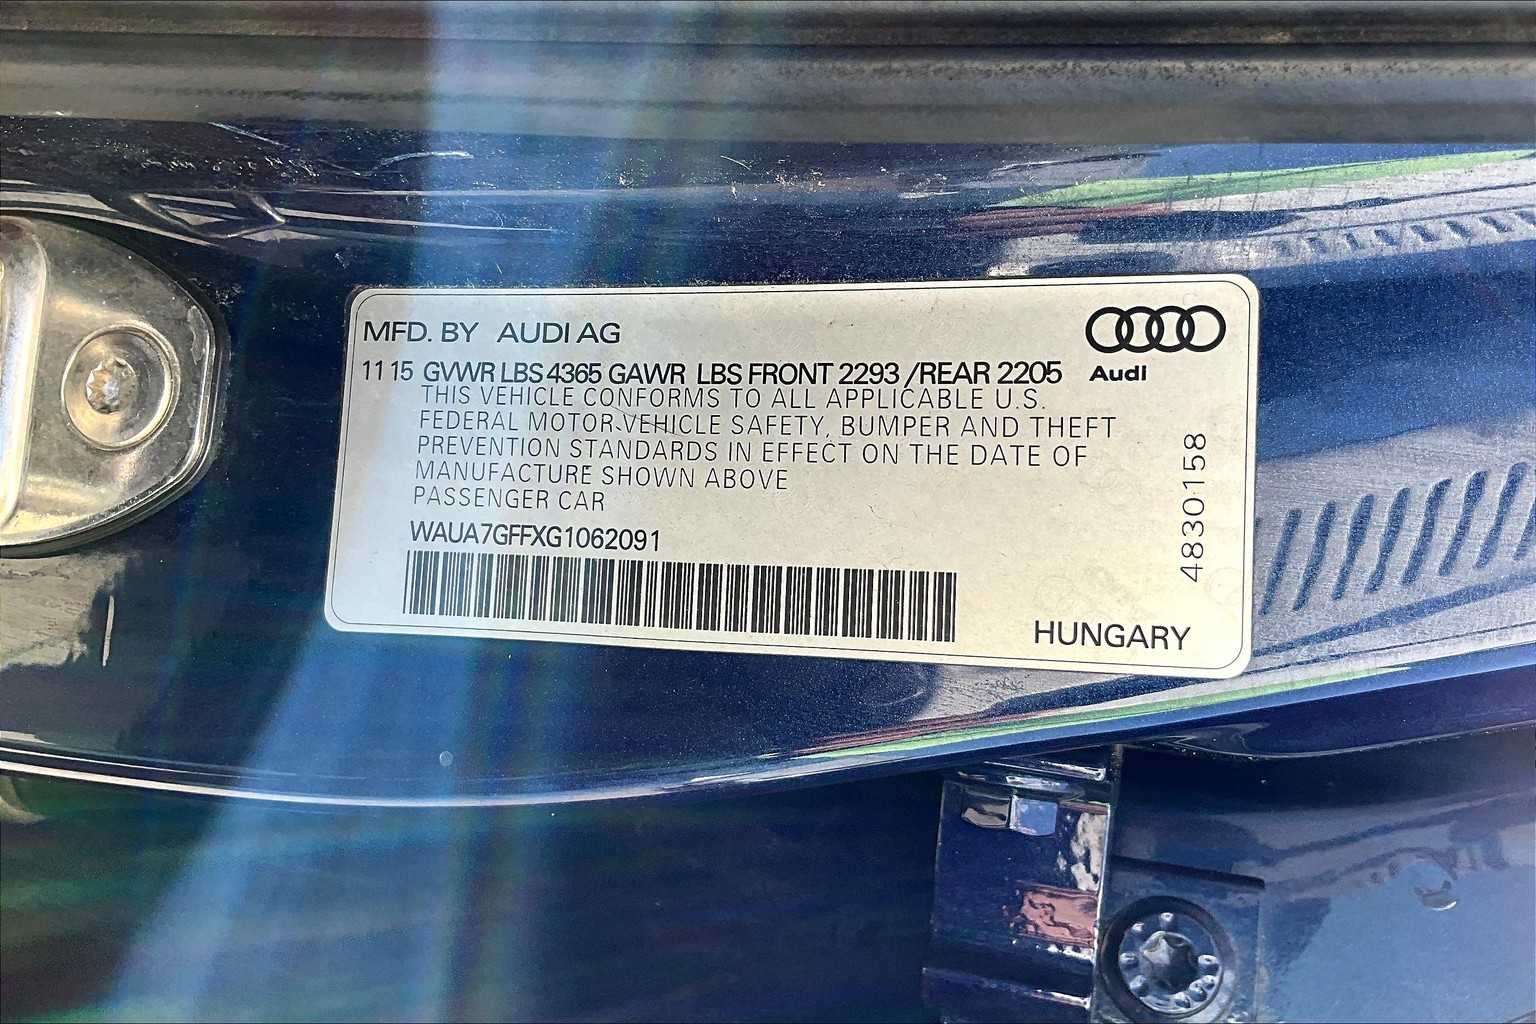 MFD. BY AUDI AG
11 15 GVWR LBS 4365 GAWR LBS FRONT 2293 /REAR 2205
Audi
THIS VEHICLE CONFORMS TO ALL APPLICABLE U.S.
FEDERAL MOTOR VEHICLE SAFETY, BUMPER AND THEFT
PREVENTION STANDARDS IN EFFECT ON THE DATE OF
MANUFACTURE SHOWN ABOVE
PASSENGER CAR
WAUA7GFFXG1062091
4830158
HUNGARY